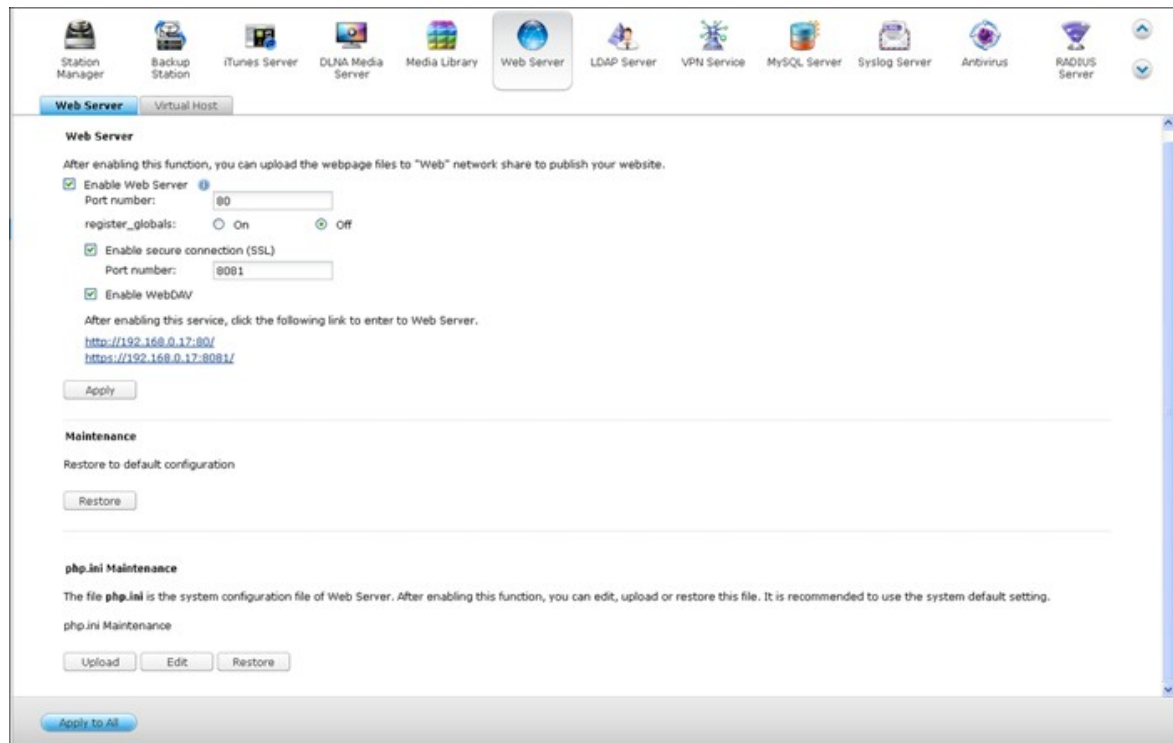 Station Manager
Backup Station
iTunes Server
DLNA Media Server
Media Library
Web Server
LDAP Server
VPN Service
MySQL Server
Syslog Server
Antivirus
RADIUS Server
Web Server
Virtual Host
Web Server
After enabling this function, you can upload the webpage files to "Web" network share to publish your website.
Enable Web Server
Port number: 80
register_globals: On Off
Enable secure connection (SSL)
Port number: 8081
Enable WebDAV
After enabling this service, click the following link to enter to Web Server.
http://192.168.0.17:80/
https://192.168.0.17:8081/
Apply
Maintenance
Restore to default configuration
Restore
php.ini Maintenance
The file php.ini is the system configuration file of Web Server. After enabling this function, you can edit, upload or restore this file. It is recommended to use the system default setting.
php.ini Maintenance
Upload Edit Restore
Apply to All